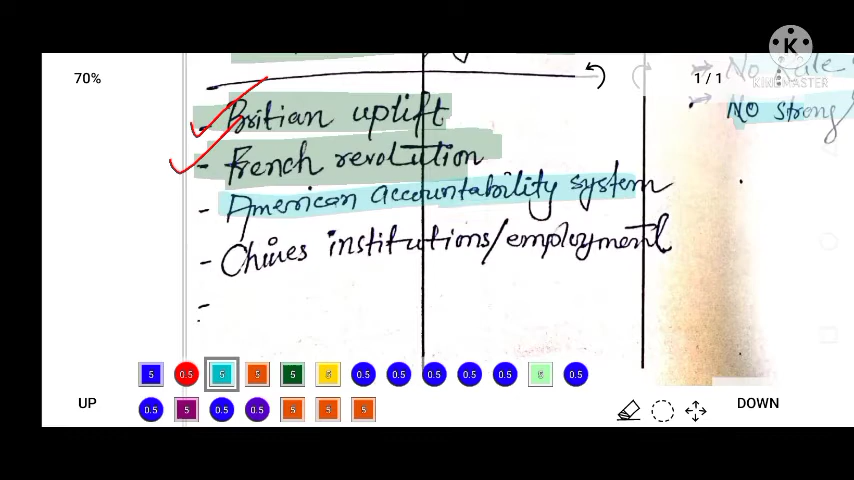 70%
1 / 1
K
KINEMASTER
No Rule
- Britian uplift
- French revolution
- American accountability system
- Chines institutions/employment
-
No strong
5 0.5 5 5 5 5 0.5 0.5 0.5 0.5 0.5 5 0.5
UP
0.5 5 0.5 0.5 5 5 5
DOWN